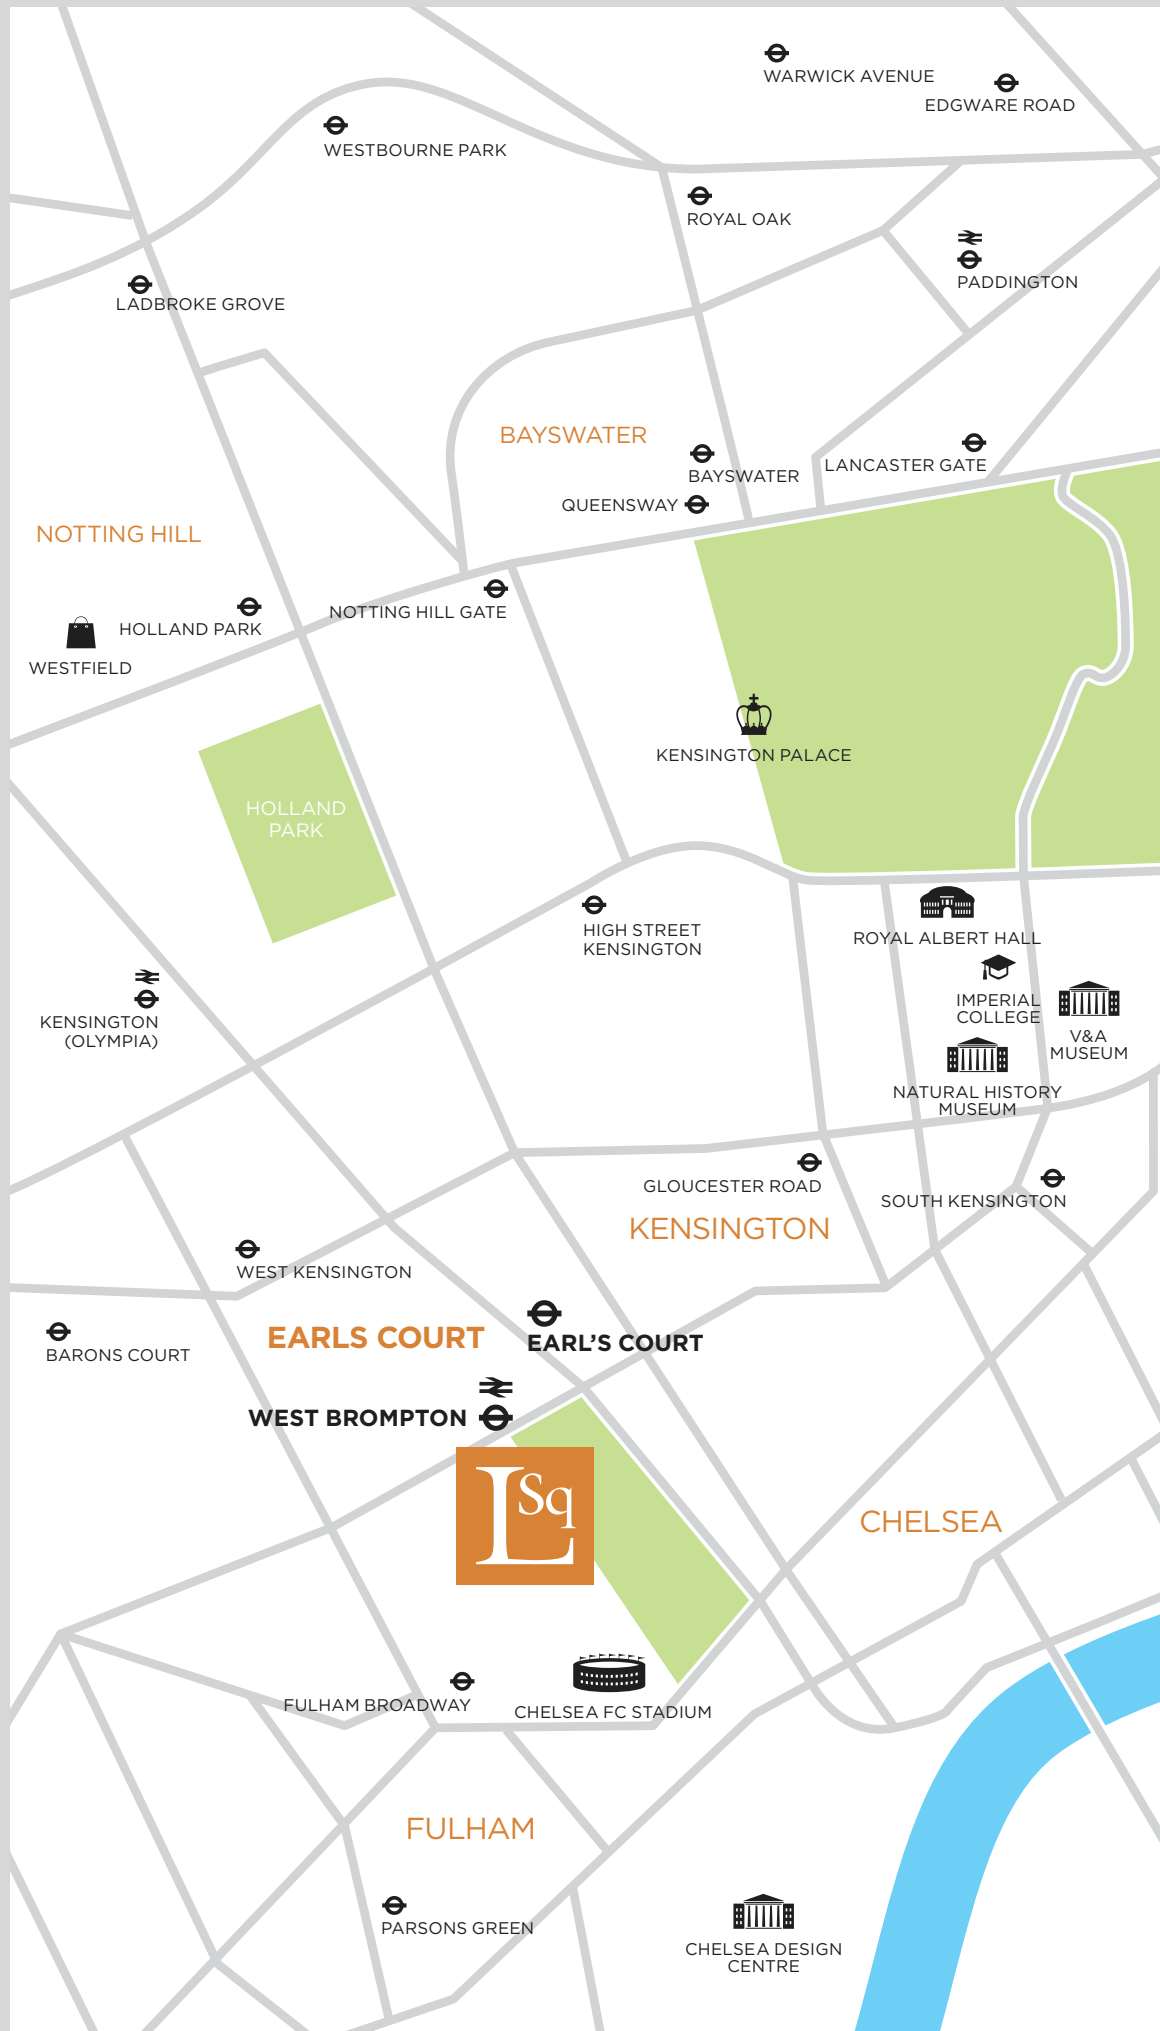 WARWICK AVENUE
EDGWARE ROAD
WESTBOURNE PARK
ROYAL OAK
PADDINGTON
LADBROKE GROVE
BAYSWATER
BAYSWATER
LANCASTER GATE
QUEENSWAY
NOTTING HILL
NOTTING HILL GATE
HOLLAND PARK
WESTFIELD
KENSINGTON PALACE
HOLLAND
PARK
HIGH STREET
KENSINGTON
ROYAL ALBERT HALL
IMPERIAL
COLLEGE
KENSINGTON
(OLYMPIA)
V&A
MUSEUM
NATURAL HISTORY
MUSEUM
GLOUCESTER ROAD
SOUTH KENSINGTON
KENSINGTON
WEST KENSINGTON
EARLS COURT
EARL'S COURT
BARONS COURT
WEST BROMPTON
LSq
CHELSEA
FULHAM BROADWAY
CHELSEA FC STADIUM
FULHAM
PARSONS GREEN
CHELSEA DESIGN
CENTRE